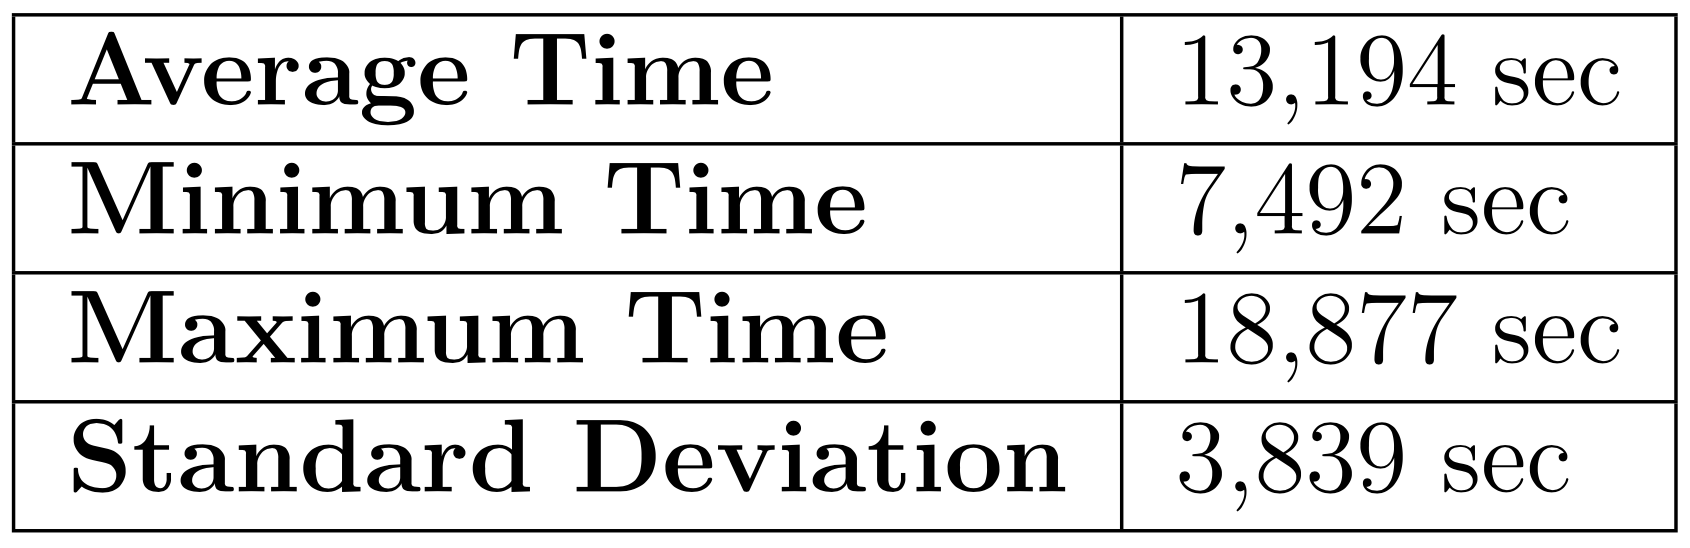 Average Time 13,194 sec
Minimum Time 7,492 sec
Maximum Time 18,877 sec
Standard Deviation 3,839 sec